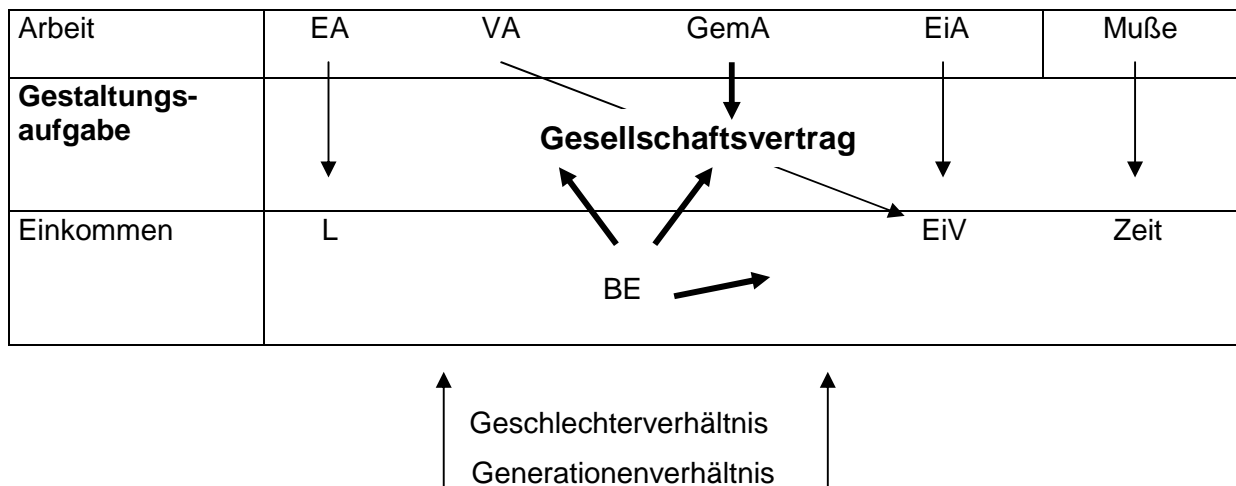 Arbeit EA VA GemA EiA Muße
Gestaltungs-
aufgabe
Gesellschaftsvertrag
Einkommen L EiV Zeit
BE
Geschlechterverhältnis
Generationenverhältnis